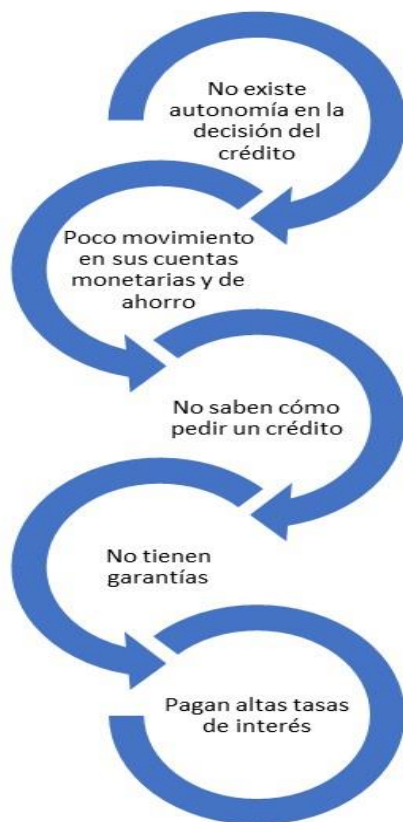 No existe
autonomía en la
decisión del
crédito
Poco movimiento
en sus cuentas
monetarias y de
ahorro
No saben cómo
pedir un crédito
No tienen
garantías
Pagan altas tasas
de interés